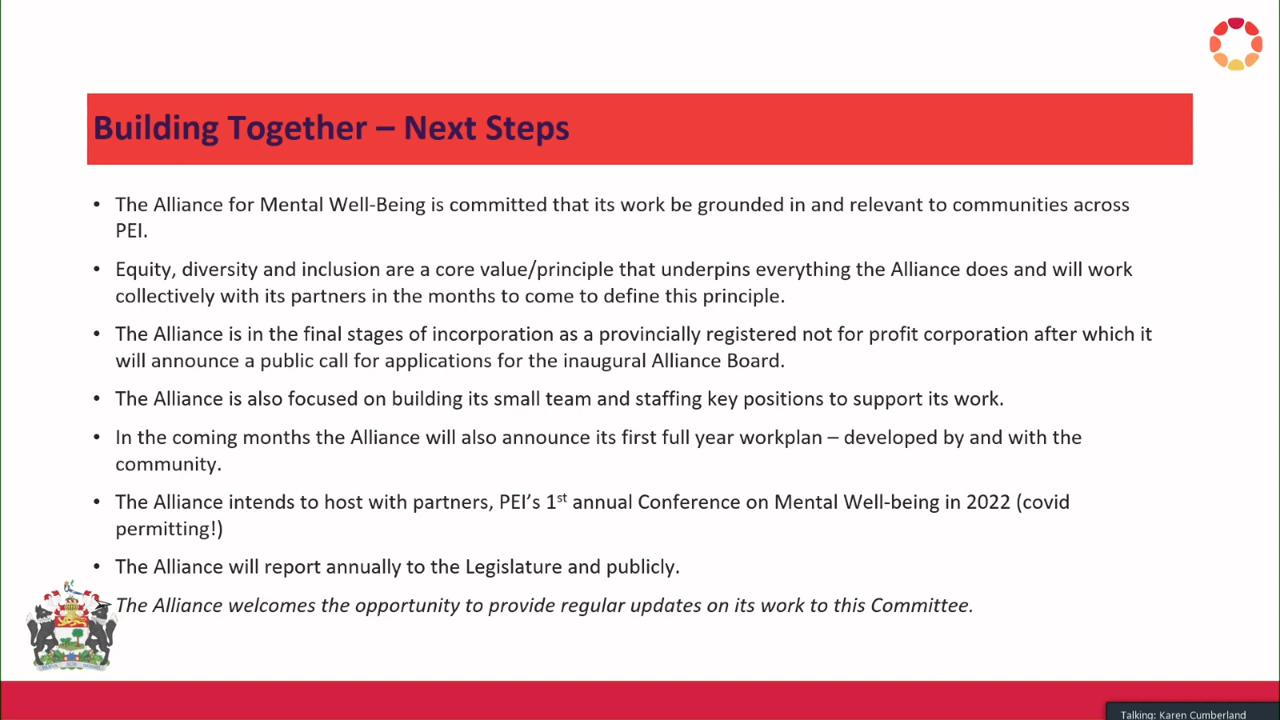 Building Together – Next Steps
• The Alliance for Mental Well-Being is committed that its work be grounded in and relevant to communities across
PEI.
• Equity, diversity and inclusion are a core value/principle that underpins everything the Alliance does and will work
collectively with its partners in the months to come to define this principle.
• The Alliance is in the final stages of incorporation as a provincially registered not for profit corporation after which it
will announce a public call for applications for the inaugural Alliance Board.
• The Alliance is also focused on building its small team and staffing key positions to support its work.
• In the coming months the Alliance will also announce its first full year workplan – developed by and with the
community.
• The Alliance intends to host with partners, PEI’s 1st annual Conference on Mental Well-being in 2022 (covid
permitting!)
• The Alliance will report annually to the Legislature and publicly.
➢ The Alliance welcomes the opportunity to provide regular updates on its work to this Committee.
Talking: Karen Cumberland